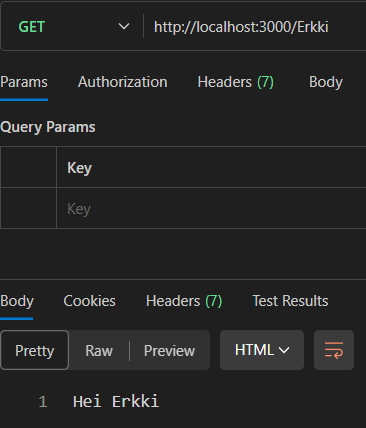 GET http://localhost:3000/Erkki
Params Authorization Headers (7) Body
Query Params
Key
Key
Body Cookies Headers (7) Test Results
Pretty Raw Preview HTML
1 Hei Erkki